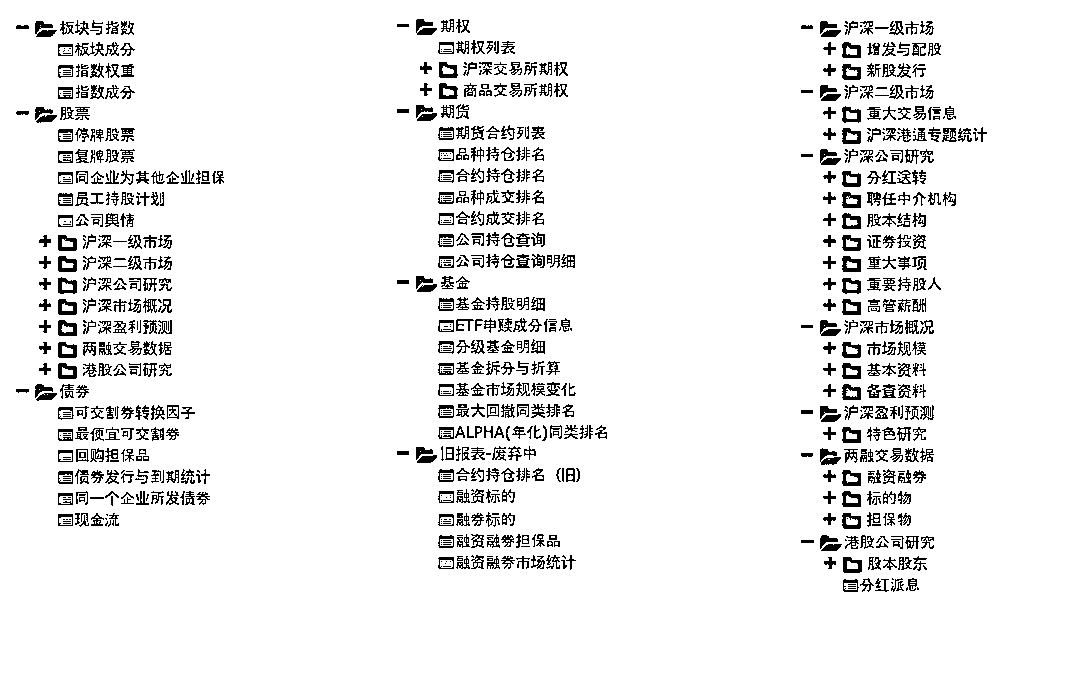 板块与指数
板块成分
指数权重
指数成分
股票
停牌股票
复牌股票
同企业为其他企业担保
员工持股计划
公司舆情
沪深一级市场
沪深二级市场
沪深公司研究
沪深市场概况
沪深盈利预测
两融交易数据
港股公司研究
债券
可交割券转换因子
最便宜可交割券
回购担保品
债券发行与到期统计
同一个企业所发债券
现金流
期权
期权列表
沪深交易所期权
商品交易所期权
期货
期货合约列表
品种持仓排名
合约持仓排名
品种成交排名
合约成交排名
公司持仓查询
公司持仓查询明细
基金
基金持股明细
ETF申赎成分信息
分级基金明细
基金拆分与折算
基金市场规模变化
最大回撤同类排名
ALPHA(年化)同类排名
旧报表-废弃中
合约持仓排名（旧）
融资标的
融券标的
融资融券担保品
融资融券市场统计
沪深一级市场
增发与配股
新股发行
沪深二级市场
重大交易信息
沪深港通专题统计
沪深公司研究
分红送转
聘任中介机构
股本结构
证券投资
重大事项
重要持股人
高管薪酬
沪深市场概况
市场规模
基本资料
备查资料
沪深盈利预测
特色研究
两融交易数据
融资融券
标的物
担保物
港股公司研究
股本股东
分红派息